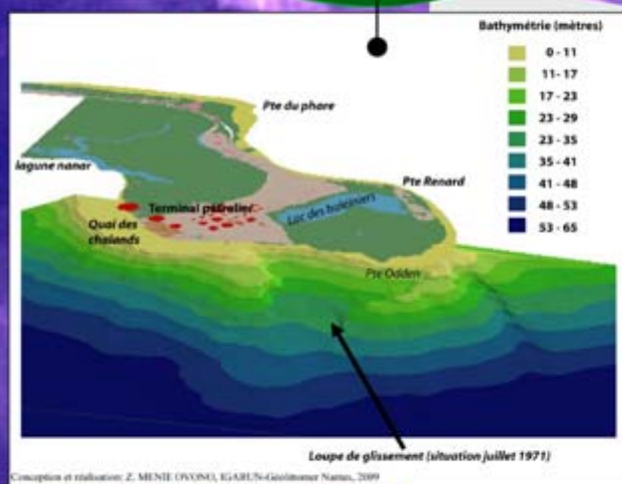 Bathymétrie (mètres)
0 - 11
11- 17
17 - 23
23 - 29
23 - 35
35 - 41
41 - 48
48 - 53
53 - 65
Pte du phare
lagune nanar
Pte Renard
Terminal pétrolier
Lac des baleiniers
Quai des
chalands
Pte Odden
Loupe de glissement (situation juillet 1971)
Conception et réalisation: Z. MENIE OVONO, IGARUN-Géolittomer Nantes, 2009